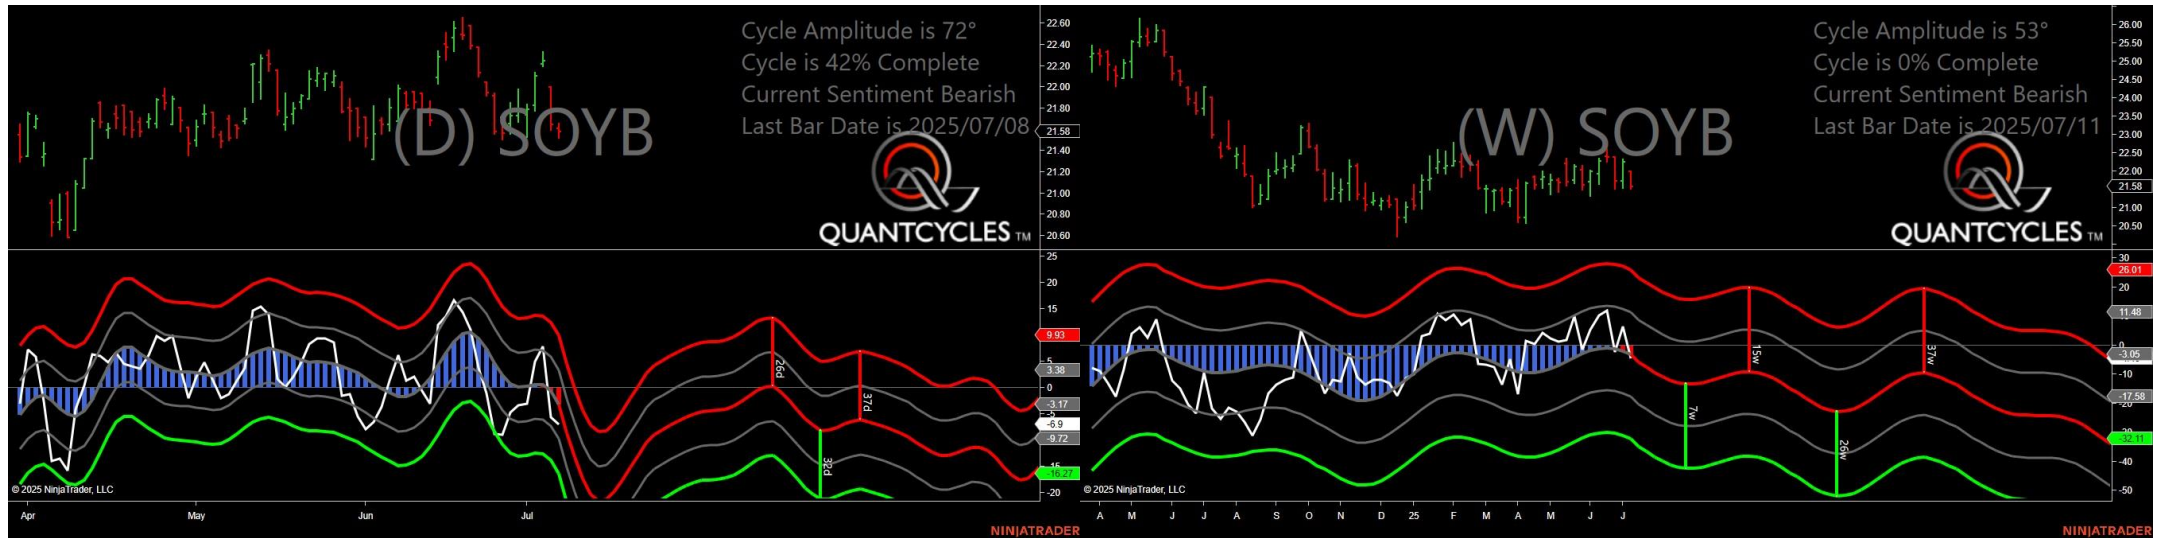 Cycle Amplitude is 72°
Cycle is 42% Complete
Current Sentiment Bearish
Last Bar Date is 2025/07/08
(D) SOYB
QUANTCYCLES TM
22.60
22.40
22.20
22.00
21.80
21.58
21.40
21.20
21.00
20.80
20.60
25
20
15
9.93
5
3.38
0
-3.17
-5
-6.9
-9.72
-15
-16.27
-20
26d
37d
32d
© 2025 NinjaTrader, LLC
Apr May Jun Jul
NINJATRADER
Cycle Amplitude is 53°
Cycle is 0% Complete
Current Sentiment Bearish
Last Bar Date is 2025/07/11
(W) SOYB
QUANTCYCLES TM
26.00
25.50
25.00
24.50
24.00
23.50
23.00
22.50
22.00
21.58
21.00
20.50
30
26.01
20
11.48
0
-3.05
-10
-17.58
-32.11
-40
-50
15w
37w
7w
26w
© 2025 NinjaTrader, LLC
A M J J A S O N D 25 F M A M J J
NINJATRADER